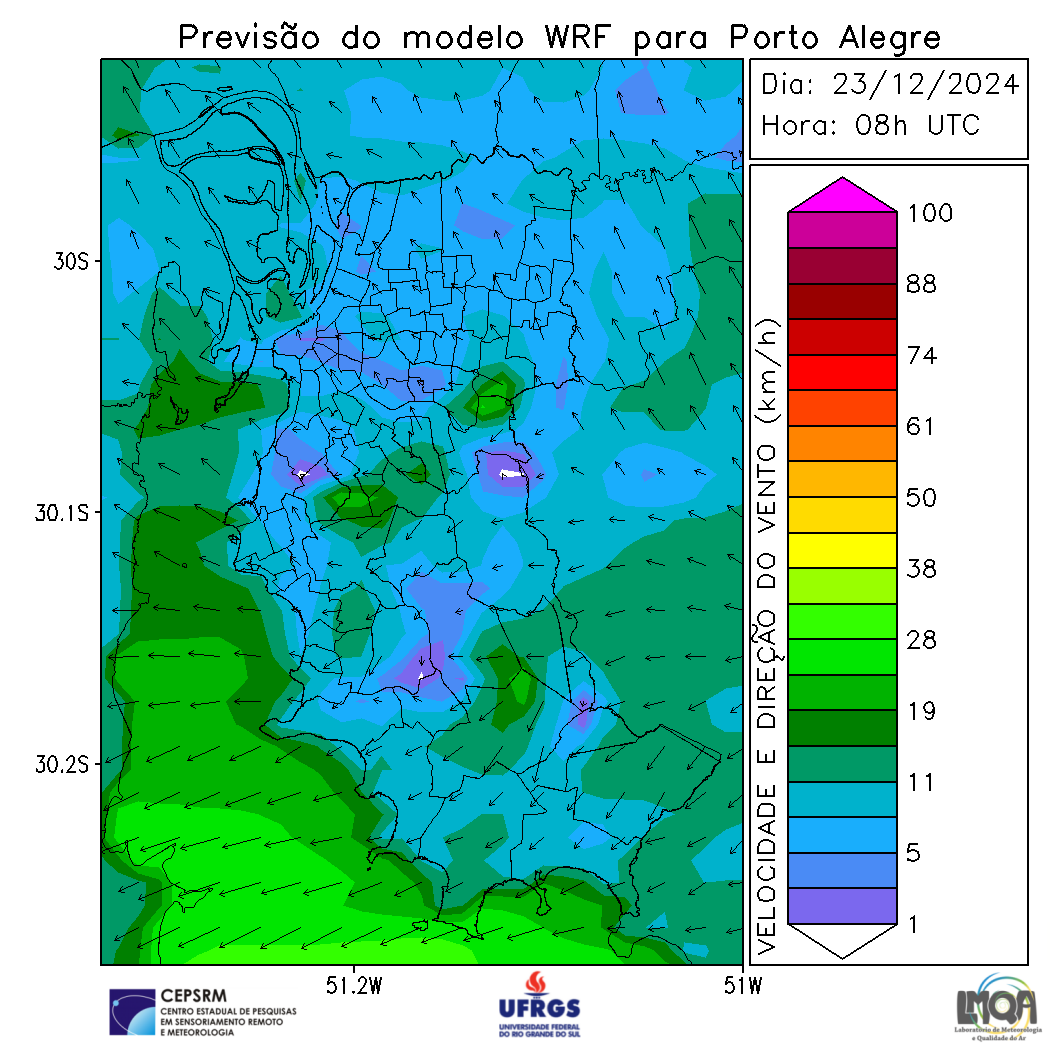 Previsão do modelo WRF para Porto Alegre
Dia: 23/12/2024
Hora: 08h UTC
30S
30.1S
30.2S
51.2W
51W
VELOCIDADE E DIREÇÃO DO VENTO (km/h)
100
88
74
61
50
38
28
19
11
5
1
CEPSRM
CENTRO ESTADUAL DE PESQUISAS
EM SENSORIAMENTO REMOTO
E METEOROLOGIA
UFRGS
UNIVERSIDADE FEDERAL
DO RIO GRANDE DO SUL
LMQA
Laboratório de Meteorologia
e Qualidade do Ar